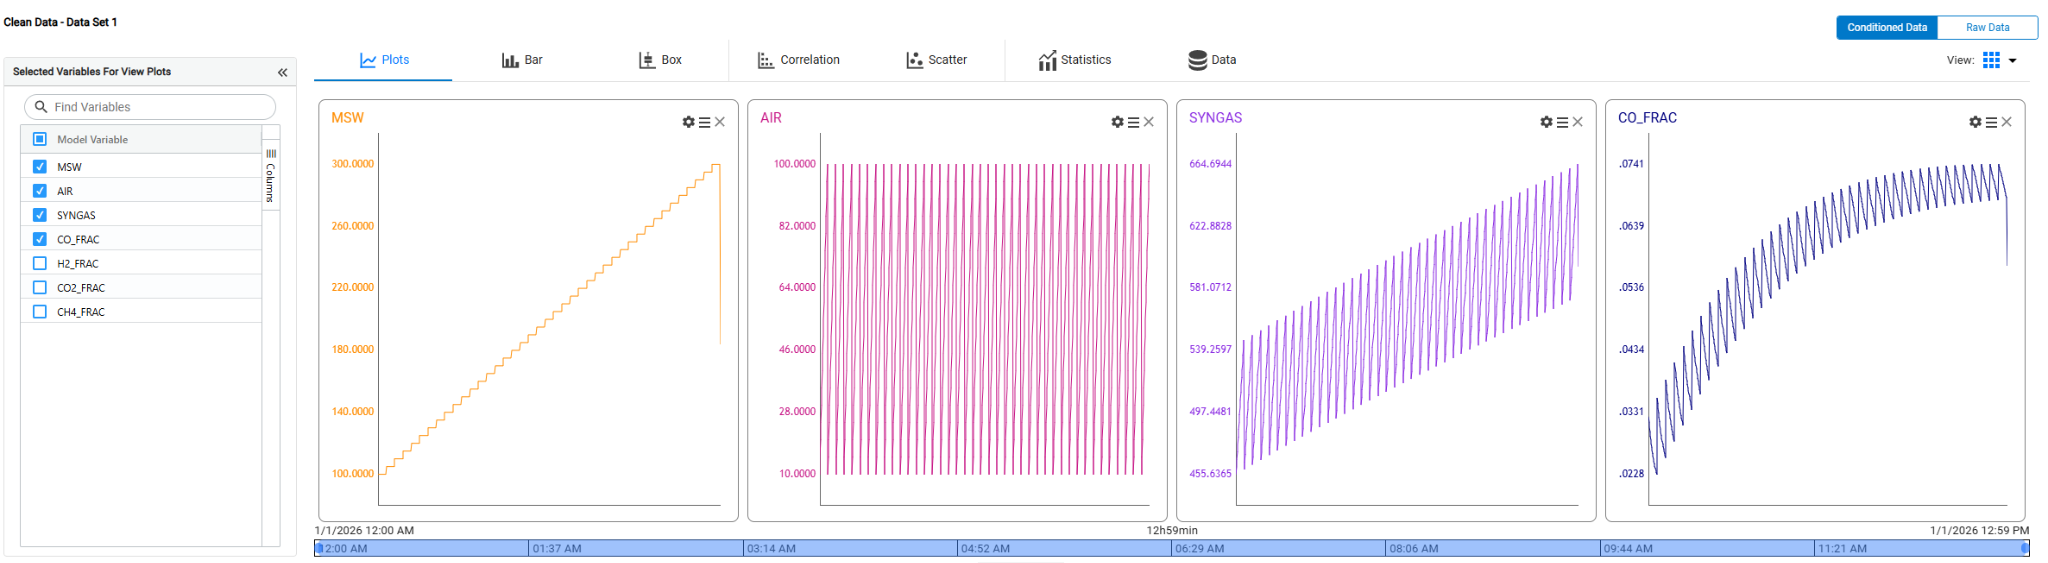 Clean Data - Data Set 1
Conditioned Data Raw Data
Selected Variables For View Plots
Plots Bar Box Correlation Scatter Statistics Data
View:
Find Variables
Model Variable
MSW
AIR
SYNGAS
CO_FRAC
H2_FRAC
CO2_FRAC
CH4_FRAC
Columns
MSW
300.0000
260.0000
220.0000
180.0000
140.0000
100.0000
AIR
100.0000
82.0000
64.0000
46.0000
28.0000
10.0000
SYNGAS
664.6944
622.8828
581.0712
539.2597
497.4481
455.6365
CO_FRAC
.0741
.0639
.0536
.0434
.0331
.0228
1/1/2026 12:00 AM 12h59min 1/1/2026 12:59 PM
2:00 AM 01:37 AM 03:14 AM 04:52 AM 06:29 AM 08:06 AM 09:44 AM 11:21 AM